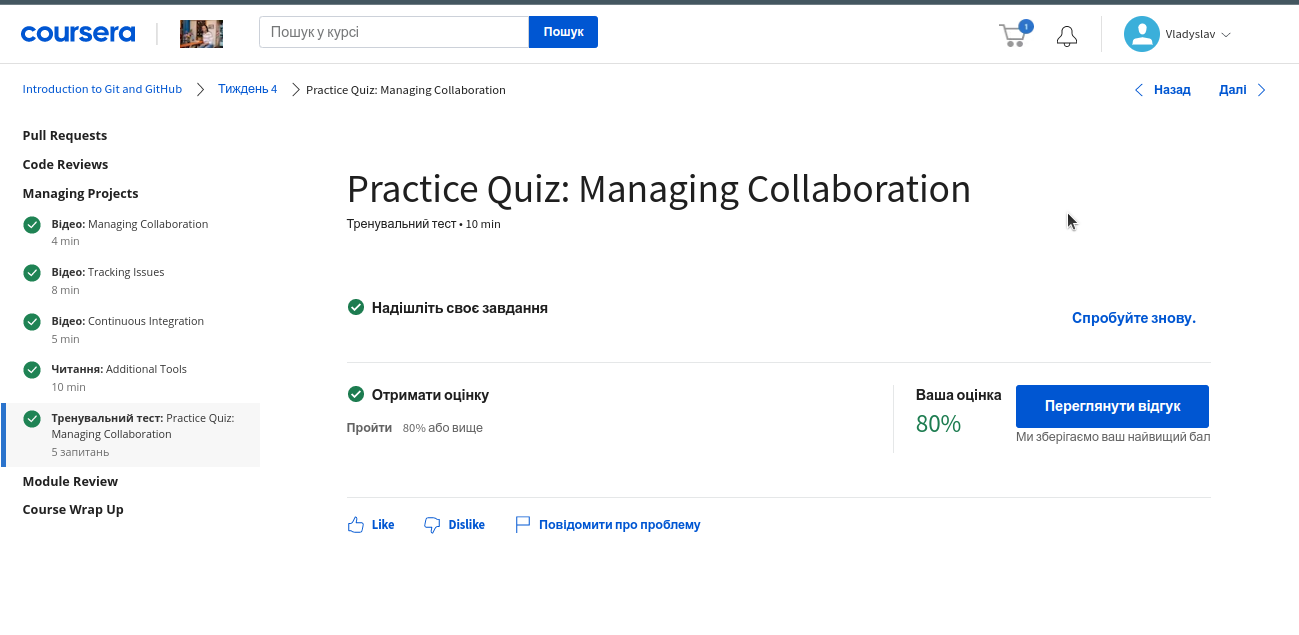 coursera
Пошук у курсі
Пошук
1
Vladyslav
Introduction to Git and GitHub
Тиждень 4
Practice Quiz: Managing Collaboration
Назад
Далі
Pull Requests
Code Reviews
Managing Projects
Відео: Managing Collaboration
4 min
Відео: Tracking Issues
8 min
Відео: Continuous Integration
5 min
Читання: Additional Tools
10 min
Тренувальний тест: Practice Quiz:
Managing Collaboration
5 запитань
Module Review
Course Wrap Up
Practice Quiz: Managing Collaboration
Тренувальний тест • 10 min
Надішліть своє завдання
Спробуйте знову.
Отримати оцінку
Пройти 80% або вище
Ваша оцінка
80%
Переглянути відгук
Ми зберігаємо ваш найвищий бал
Like
Dislike
Повідомити про проблему